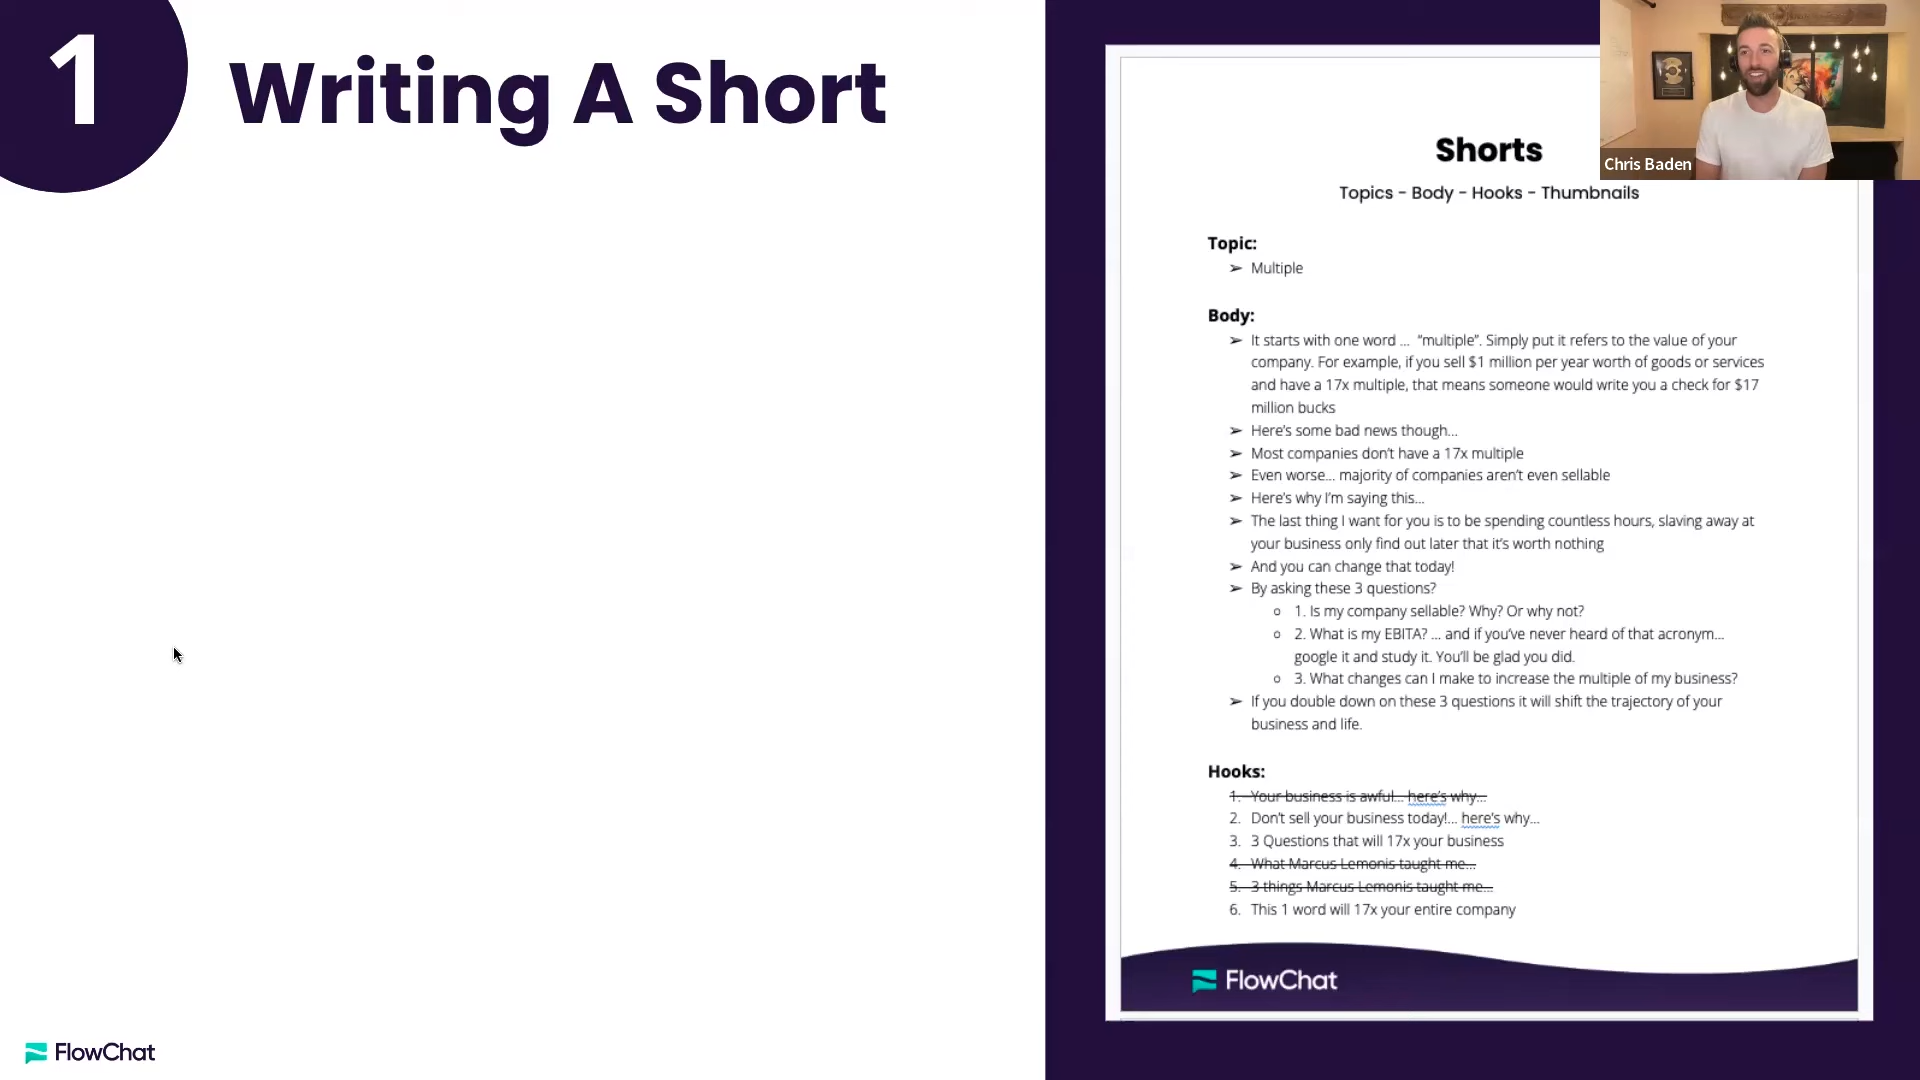 1
Writing A Short
Chris Baden
Shorts
Topics - Body - Hooks - Thumbnails
Topic:
➢ Multiple
Body:
➢ It starts with one word ... “multiple”. Simply put it refers to the value of your
company. For example, if you sell $1 million per year worth of goods or services
and have a 17x multiple, that means someone would write you a check for $17
million bucks
➢ Here’s some bad news though...
➢ Most companies don’t have a 17x multiple
➢ Even worse... majority of companies aren’t even sellable
➢ Here’s why I’m saying this...
➢ The last thing I want for you is to be spending countless hours, slaving away at
your business only find out later that it’s worth nothing
➢ And you can change that today!
➢ By asking these 3 questions?
○ 1. Is my company sellable? Why? Or why not?
○ 2. What is my EBITA? ... and if you’ve never heard of that acronym...
google it and study it. You’ll be glad you did.
○ 3. What changes can I make to increase the multiple of my business?
➢ If you double down on these 3 questions it will shift the trajectory of your
business and life.
Hooks:
1. Your business is awful... here’s why...
2. Don’t sell your business today!... here’s why...
3. 3 Questions that will 17x your business
4. What Marcus Lemonis taught me...
5. 3 things Marcus Lemonis taught me...
6. This 1 word will 17x your entire company
FlowChat
FlowChat